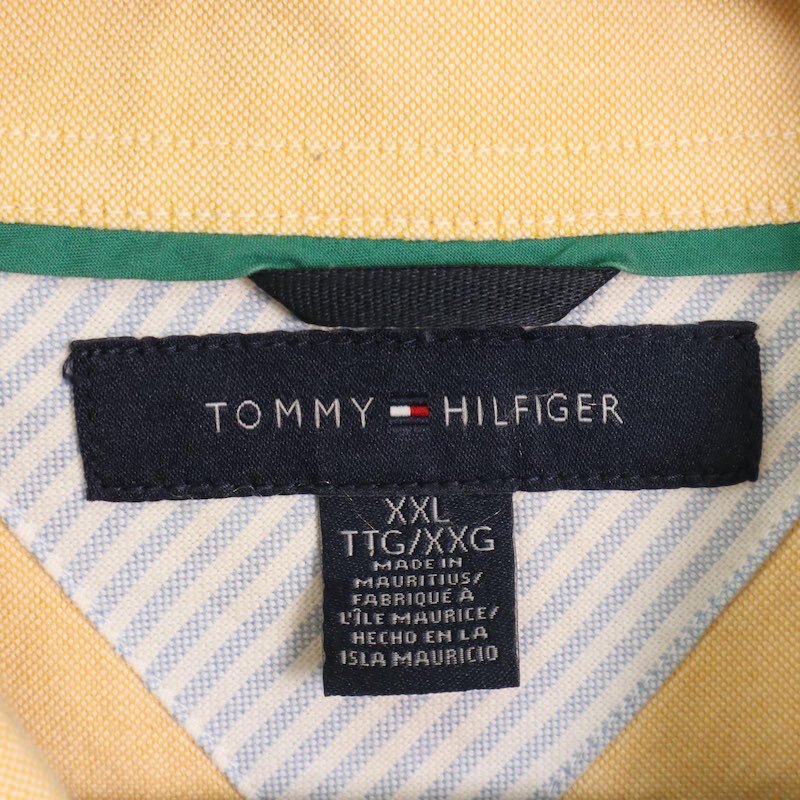 TOMMY HILFIGER
XXL
TTG/XXG
MADE IN
MAURITIUS/
FABRIQUÉ À
L'ÎLE MAURICE/
HECHO EN LA
ISLA MAURICIO